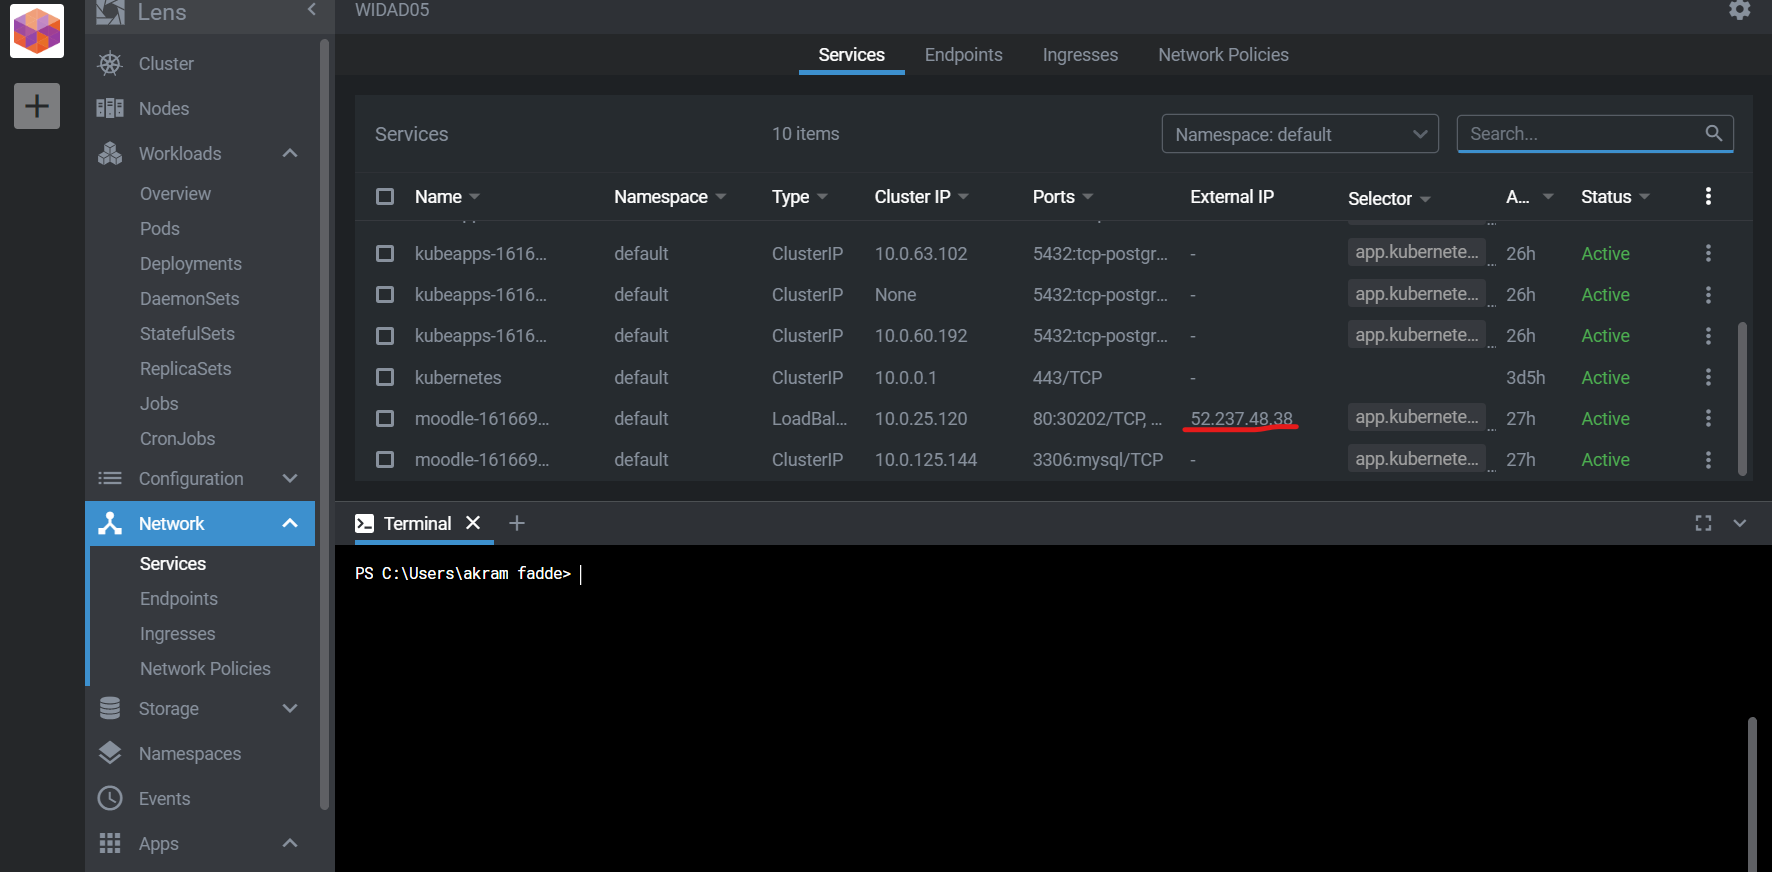 Lens
WIDAD05
Cluster
Nodes
Workloads
Overview
Pods
Deployments
DaemonSets
StatefulSets
ReplicaSets
Jobs
CronJobs
Configuration
Network
Services
Endpoints
Ingresses
Network Policies
Storage
Namespaces
Events
Apps
Services Endpoints Ingresses Network Policies
Services 10 items Namespace: default Search...
Name Namespace Type Cluster IP Ports External IP Selector A... Status
kubeapps-1616... default ClusterIP 10.0.63.102 5432:tcp-postgr... - app.kubernete... ... 26h Active
kubeapps-1616... default ClusterIP None 5432:tcp-postgr... - app.kubernete... ... 26h Active
kubeapps-1616... default ClusterIP 10.0.60.192 5432:tcp-postgr... - app.kubernete... ... 26h Active
kubernetes default ClusterIP 10.0.0.1 443/TCP - 3d5h Active
moodle-161669... default LoadBal... 10.0.25.120 80:30202/TCP, ... 52.237.48.38 app.kubernete... ... 27h Active
moodle-161669... default ClusterIP 10.0.125.144 3306:mysql/TCP - app.kubernete... ... 27h Active
Terminal
PS C:\Users\akram fadde>